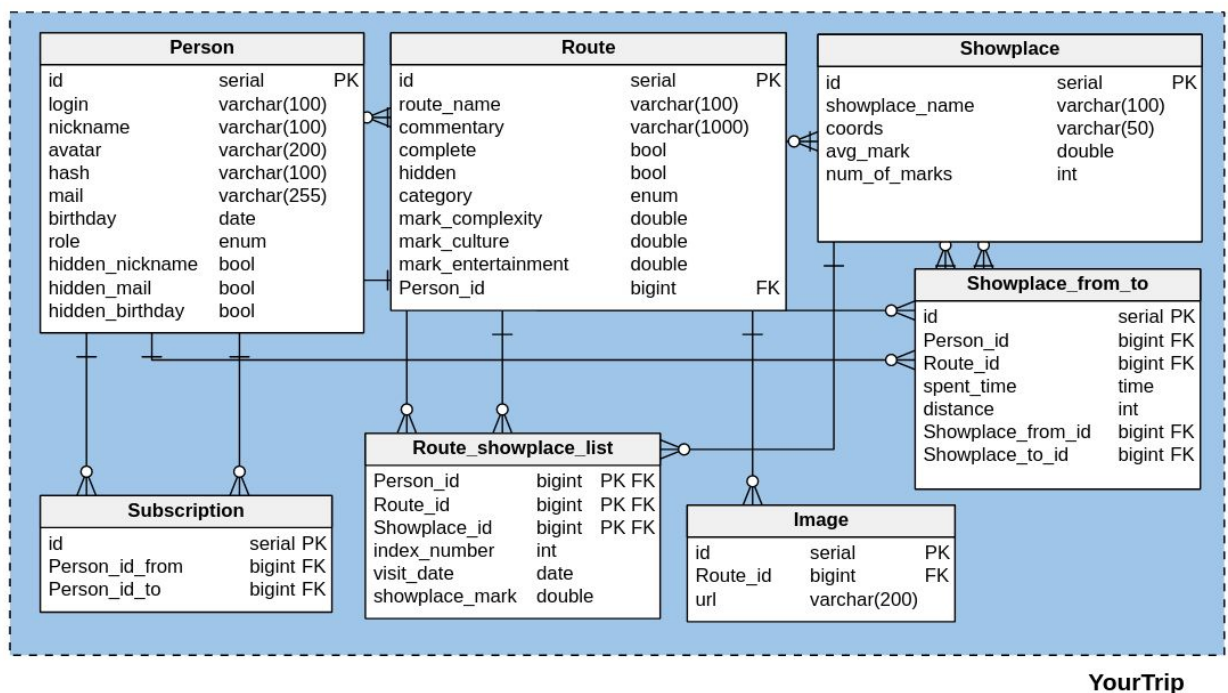 Person
id serial PK
login varchar(100)
nickname varchar(100)
avatar varchar(200)
hash varchar(100)
mail varchar(255)
birthday date
role enum
hidden_nickname bool
hidden_mail bool
hidden_birthday bool
Route
id serial PK
route_name varchar(100)
commentary varchar(1000)
complete bool
hidden bool
category enum
mark_complexity double
mark_culture double
mark_entertainment double
Person_id bigint FK
Showplace
id serial PK
showplace_name varchar(100)
coords varchar(50)
avg_mark double
num_of_marks int
Showplace_from_to
id serial PK
Person_id bigint FK
Route_id bigint FK
spent_time time
distance int
Showplace_from_id bigint FK
Showplace_to_id bigint FK
Subscription
id serial PK
Person_id_from bigint FK
Person_id_to bigint FK
Route_showplace_list
Person_id bigint PK FK
Route_id bigint PK FK
Showplace_id bigint PK FK
index_number int
visit_date date
showplace_mark double
Image
id serial PK
Route_id bigint FK
url varchar(200)
YourTrip